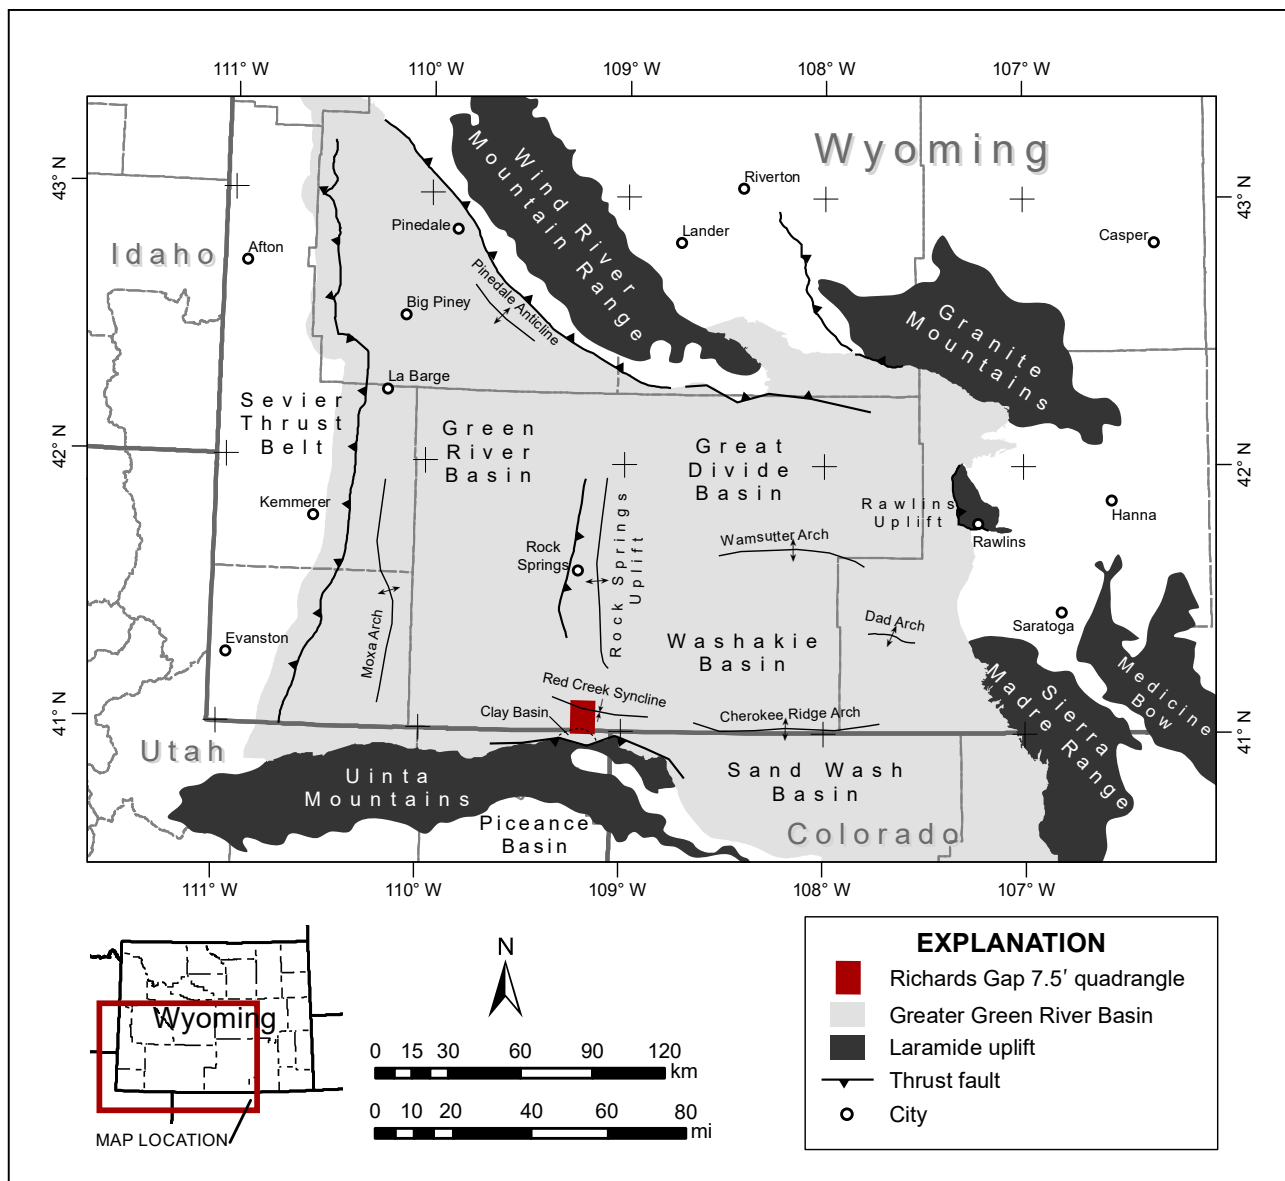 111° W
110° W
109° W
108° W
107° W
43° N
43° N
Wyoming
Wind River
Mountain Range
Riverton
Pinedale
Lander
Casper
Idaho
Afton
Pinedale Anticline
Big Piney
Granite
Mountains
La Barge
Sevier
Thrust
Belt
Green
River
Basin
Great
Divide
Basin
42° N
42° N
Kemmerer
Rawlins
Uplift
Hanna
Rawlins
Rock
Springs
Rock Springs
Uplift
Wamsutter Arch
Moxa Arch
Evanston
Washakie
Basin
Dad Arch
Saratoga
Medicine
Bow
Sierra
Madre Range
Red Creek Syncline
Clay Basin
Cherokee Ridge Arch
41° N
41° N
Utah
Uinta
Mountains
Sand Wash
Basin
Piceance
Basin
Colorado
111° W
110° W
109° W
108° W
107° W
Wyoming
MAP LOCATION
N
0 15 30 60 90 120
km
0 10 20 40 60 80
mi
EXPLANATION
Richards Gap 7.5′ quadrangle
Greater Green River Basin
Laramide uplift
Thrust fault
City